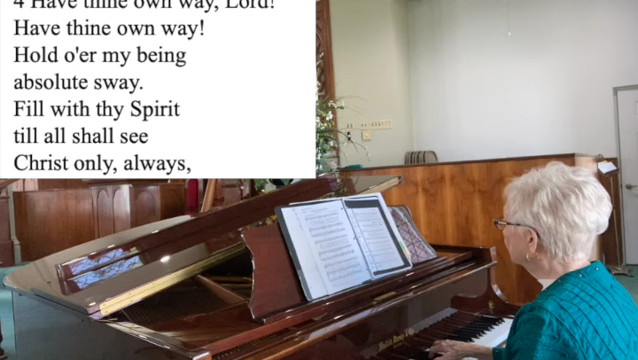 4 Have thine own way, Lord!
Have thine own way!
Hold o'er my being
absolute sway.
Fill with thy Spirit
till all shall see
Christ only, always,